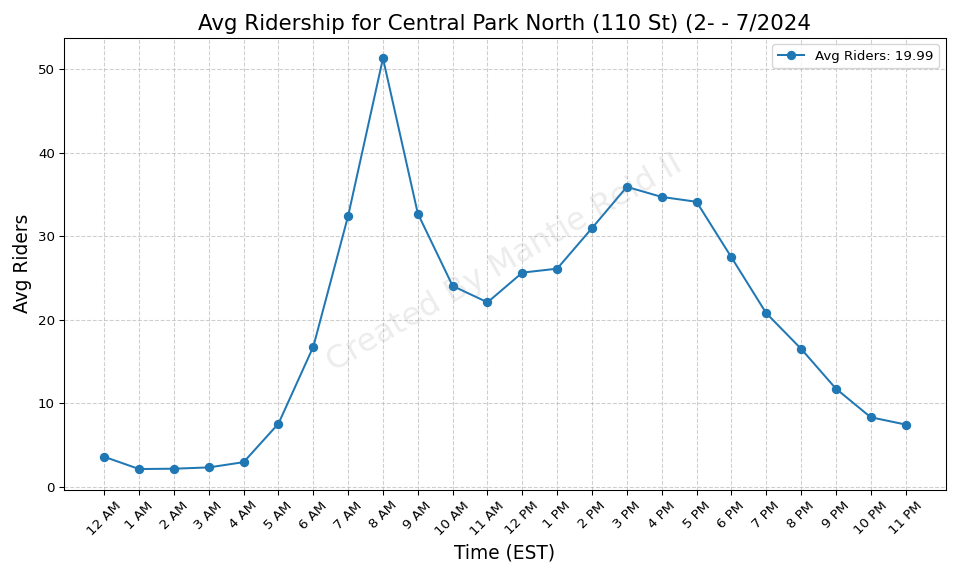 Avg Ridership for Central Park North (110 St) (2- - 7/2024
Avg Riders: 19.99
50
40
30
20
10
0
Avg Riders
Created By Mantie Reid II
12 AM 1 AM 2 AM 3 AM 4 AM 5 AM 6 AM 7 AM 8 AM 9 AM 10 AM 11 AM 12 PM 1 PM 2 PM 3 PM 4 PM 5 PM 6 PM 7 PM 8 PM 9 PM 10 PM 11 PM
Time (EST)